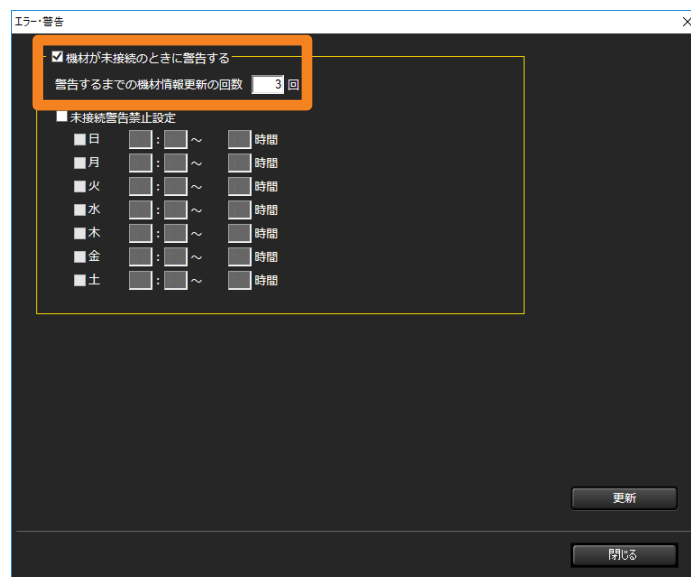 エラー・警告
機材が未接続のときに警告する
警告するまでの機材情報更新の回数 3 回
未接続警告禁止設定
日 : ～ 時間
月 : ～ 時間
火 : ～ 時間
水 : ～ 時間
木 : ～ 時間
金 : ～ 時間
土 : ～ 時間
更新
閉じる